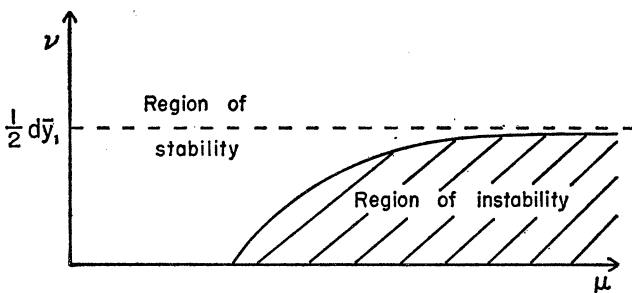 ν
Region of
stability
½ dȳ₁
Region of instability
μ